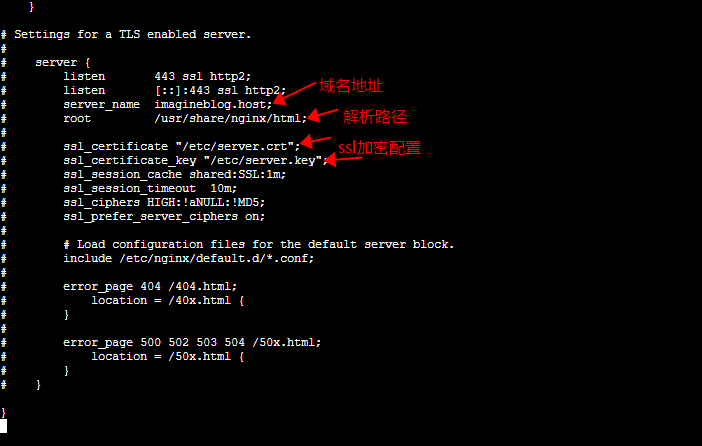 }

# Settings for a TLS enabled server.
#
#    server {
#        listen       443 ssl http2;
#        listen       [::]:443 ssl http2;
域名地址
#        server_name  imagineblog.host;
#        root         /usr/share/nginx/html;
解析路径
#
#        ssl_certificate "/etc/server.crt";
ssl加密配置
#        ssl_certificate_key "/etc/server.key";
#        ssl_session_cache shared:SSL:1m;
#        ssl_session_timeout  10m;
#        ssl_ciphers HIGH:!aNULL:!MD5;
#        ssl_prefer_server_ciphers on;
#
#        # Load configuration files for the default server block.
#        include /etc/nginx/default.d/*.conf;
#
#        error_page 404 /404.html;
#            location = /40x.html {
#        }
#
#        error_page 500 502 503 504 /50x.html;
#            location = /50x.html {
#        }
#    }

}